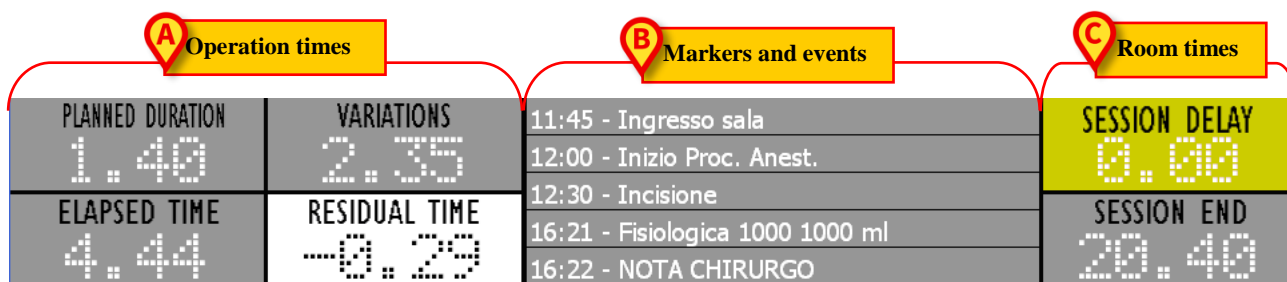 A Operation times
B Markers and events
C Room times
PLANNED DURATION
1.40
VARIATIONS
2.35
ELAPSED TIME
4.44
RESIDUAL TIME
-0.29
11:45 - Ingresso sala
12:00 - Inizio Proc. Anest.
12:30 - Incisione
16:21 - Fisiologica 1000 1000 ml
16:22 - NOTA CHIRURGO
SESSION DELAY
0.00
SESSION END
20.40